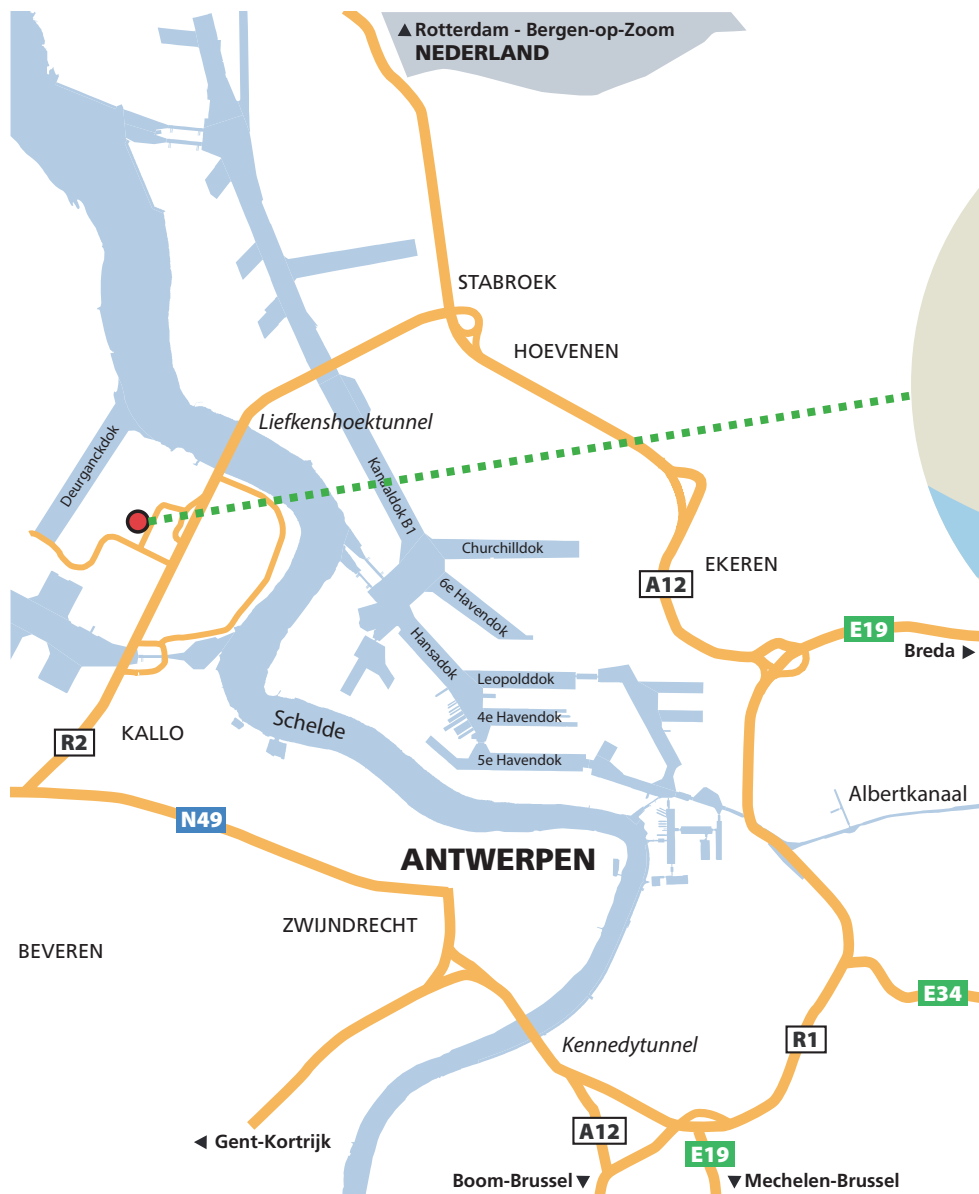 ▲ Rotterdam - Bergen-op-Zoom
NEDERLAND
STABROEK
HOEVENEN
Liefkenshoektunnel
Deurganckdok
Kanaaldok B1
Churchilldok
6e Havendok
EKEREN
A12
E19
Breda ▶
Hansadok
Leopolddok
4e Havendok
5e Havendok
Schelde
KALLO
R2
N49
Albertkanaal
ANTWERPEN
ZWIJNDRECHT
BEVEREN
E34
R1
Kennedytunnel
◀ Gent-Kortrijk
A12
E19
Boom-Brussel ▼
▼ Mechelen-Brussel